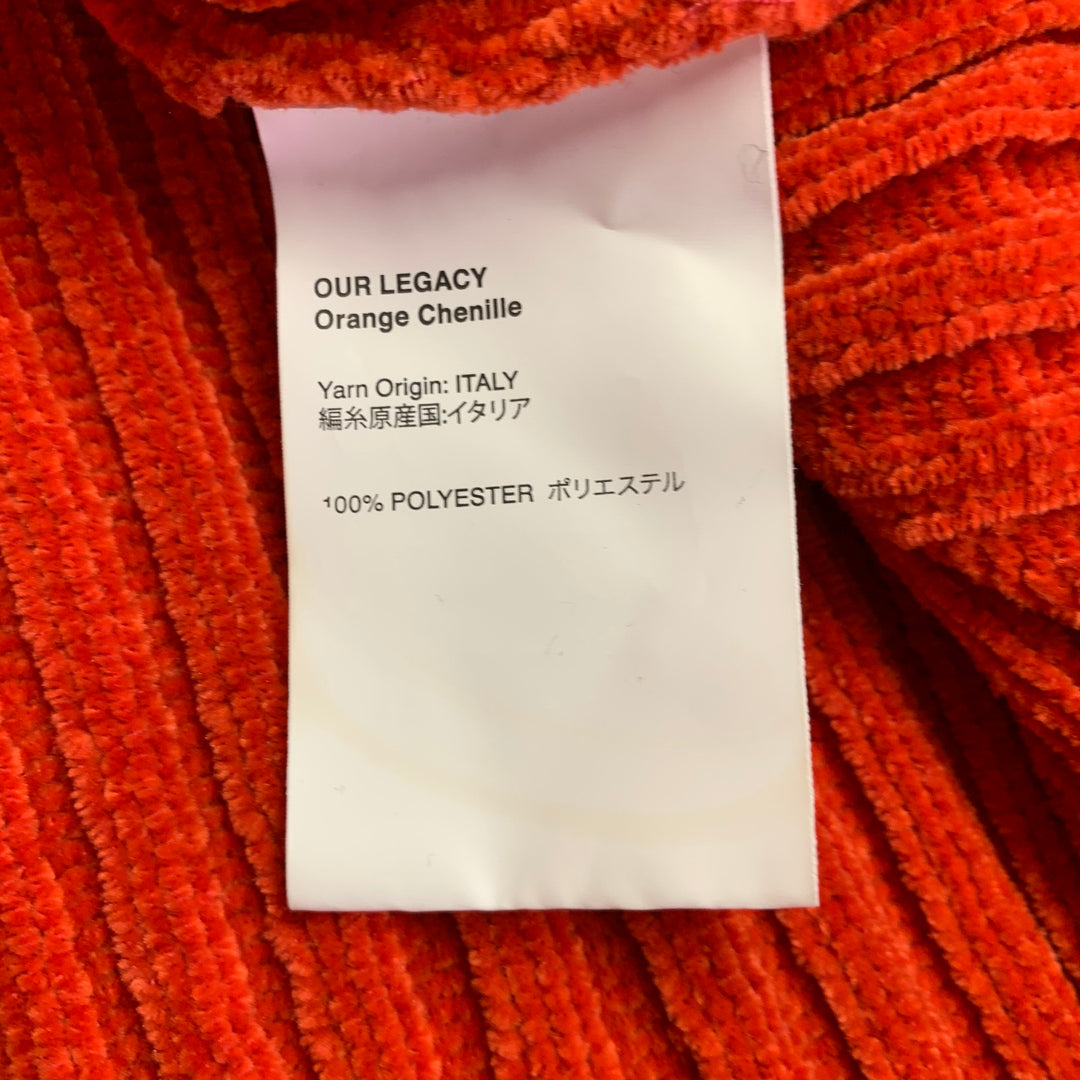 OUR LEGACY
Orange Chenille
Yarn Origin: ITALY
編糸原産国:イタリア
100% POLYESTER ポリエステル